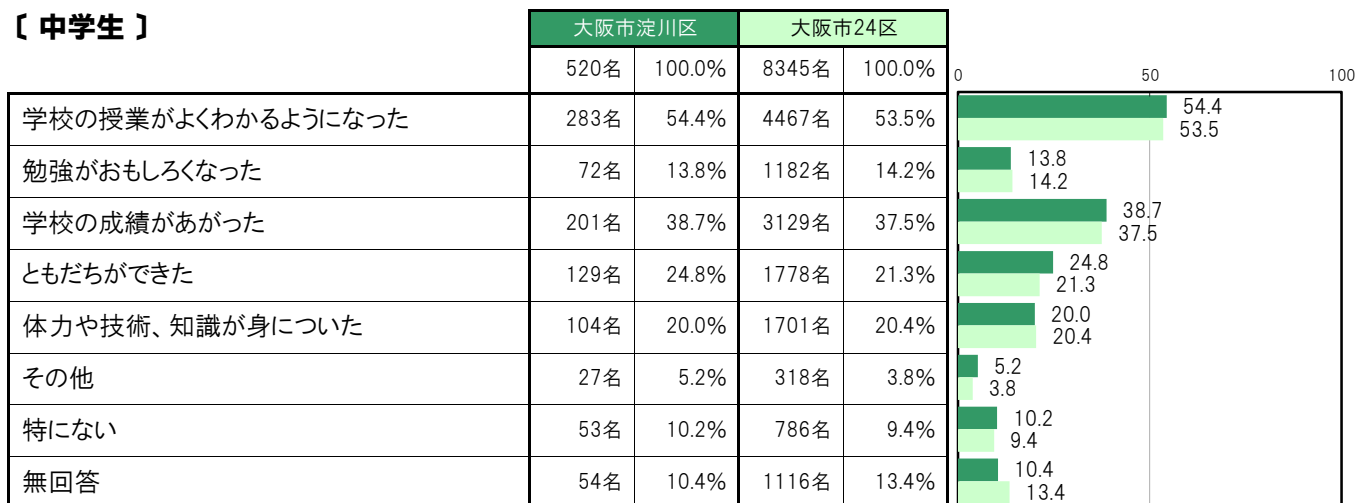 〔 中学生 〕
大阪市淀川区 大阪市24区
520名 100.0% 8345名 100.0% 0 50 100
学校の授業がよくわかるようになった 283名 54.4% 4467名 53.5% 54.4
53.5
勉強がおもしろくなった 72名 13.8% 1182名 14.2% 13.8
14.2
学校の成績があがった 201名 38.7% 3129名 37.5% 38.7
37.5
ともだちができた 129名 24.8% 1778名 21.3% 24.8
21.3
体力や技術、知識が身についた 104名 20.0% 1701名 20.4% 20.0
20.4
その他 27名 5.2% 318名 3.8% 5.2
3.8
特にない 53名 10.2% 786名 9.4% 10.2
9.4
無回答 54名 10.4% 1116名 13.4% 10.4
13.4